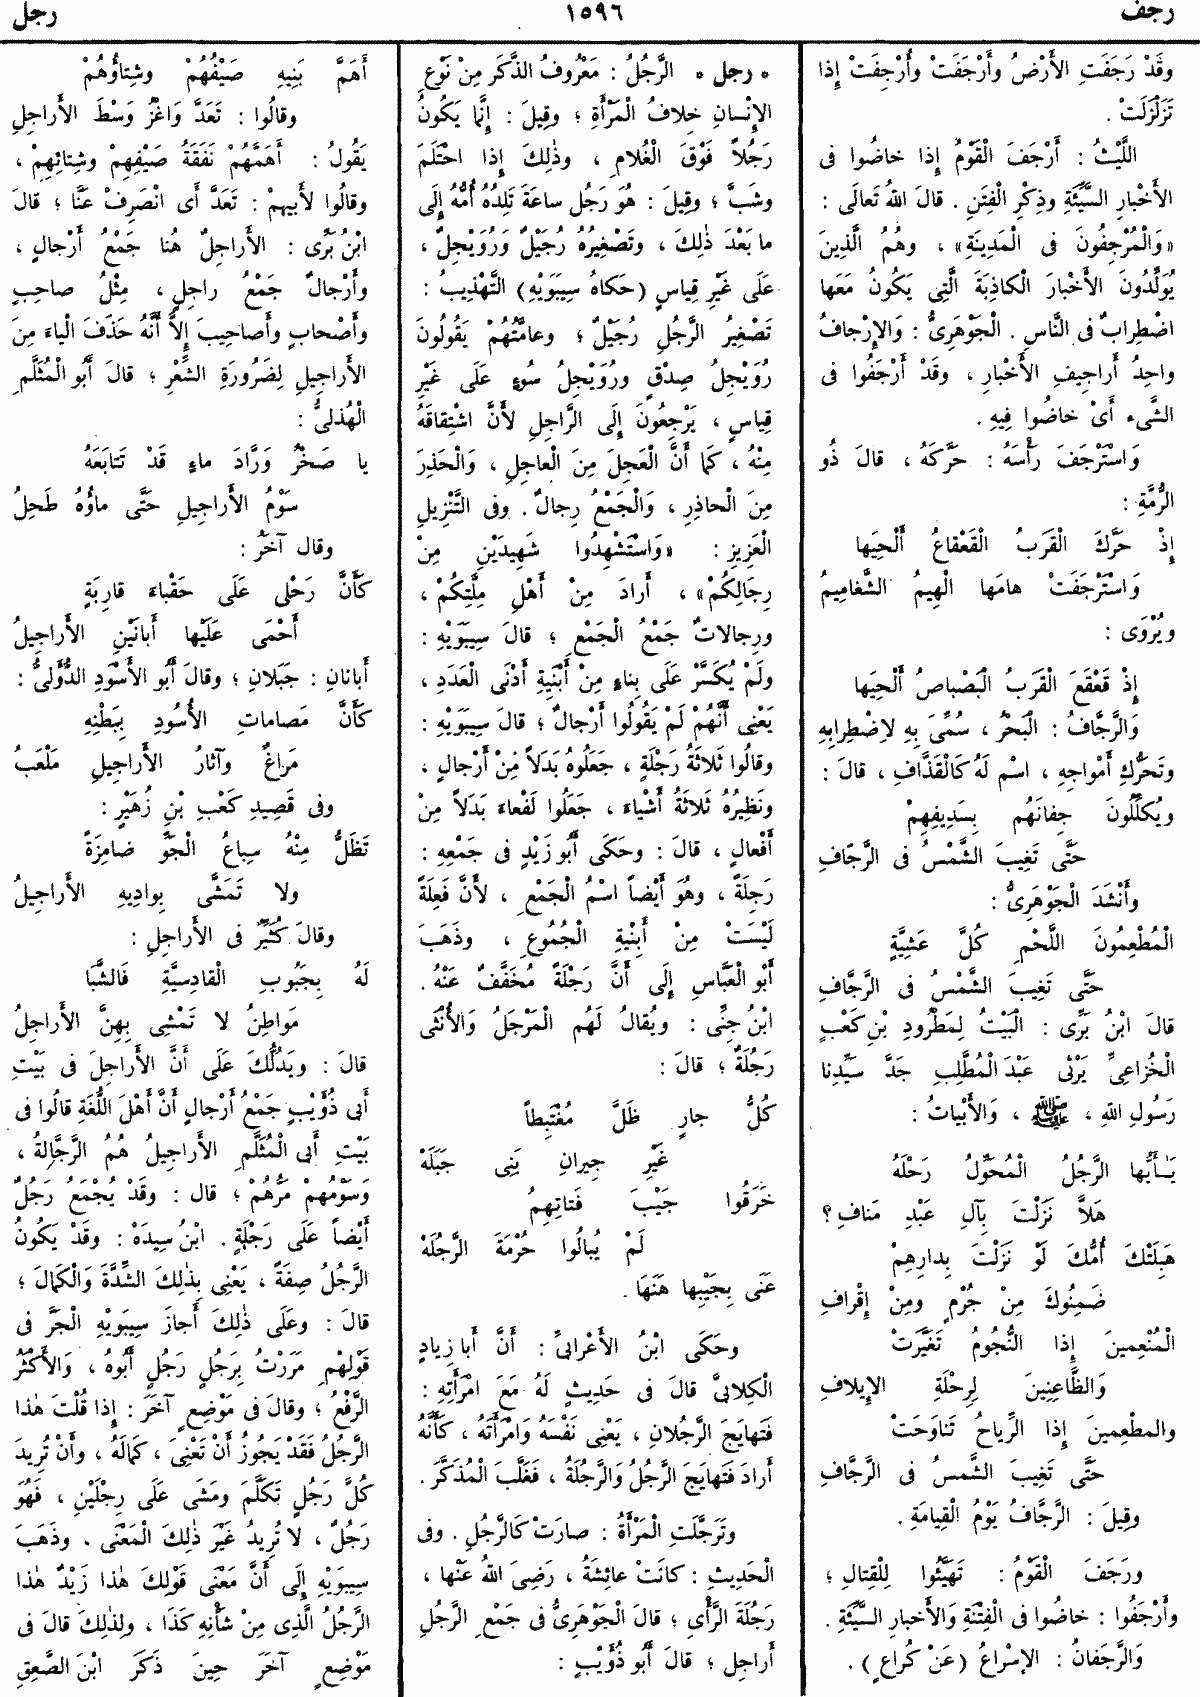 رجف
١٥٩٦
رجل
وقَدْ رَجَفَتِ الأَرْضُ وأَرْجَفَتْ وأُرْجِفَتْ إِذا
تَزَلْزَلَتْ .
اللَّيْثُ : أَرْجَفَ الْقَوْمُ إِذا خاضُوا فى
الأَخْبارِ السَّيِّئَةِ وذِكْرِ الْفِتَنِ . قالَ اللهُ تَعالَى :
«وَالْمُرْجِفُونَ فى الْمَدِينَةِ» ، وهُمُ الَّذِينَ
يُوَلِّدُونَ الأَخْبارَ الْكاذِبَةَ الَّتِى يَكُونُ مَعَها
اضْطِرابٌ فى النَّاسِ . الْجَوْهَرِىُّ : وَالإِرْجافُ
واحِدُ أَراجِيفِ الأَخْبارِ ، وقَدْ أَرْجَفُوا فى
الشَّىء أَىْ خاضُوا فِيهِ .
وَاسْتَرْجَفَ رَأْسَهُ : حَرَّكَهُ ، قالَ ذُو
الرُّمَّةِ :
إِذْ حَرَّكَ الْقَرَبُ الْقَعْقاعُ أَلْحِيَها
وَاسْتَرْجَفَتْ هامَها الْهِيمُ الشَّغامِيمُ
ويُرْوَى :
إِذْ قَعْقَعَ الْقَرَبُ الْبَصْباصُ أَلْحِيَها
وَالرَّجَّافُ : الْبَحْرُ ، سُمِّىَ بِهِ لاِضْطِرابِهِ
وتَحَرُّكِ أَمْواجِهِ ، اسْم لَهُ كَالْقَذَّافِ ، قالَ :
ويُكَلِّلُونَ جِفانَهُم بِسَدِيفِهِمْ
حَتَّى تَغِيبَ الشَّمْسُ فى الرَّجّافِ
وأَنْشَدَ الْجَوْهَرِىُّ :
الْمُطْعِمُونَ اللَّحْمِ كُلَّ عَشِيَّةٍ
حَتَّى تَغِيبَ الشَّمْسُ فى الرَّجَّافِ
قالَ ابْنُ بَرِّى : الْبَيْتُ لِمَطْرُودِ بْنِ كَعْبٍ
الْخُزاعِىِّ يَرْثى عَبْدَ الْمُطَّلِبِ جَدَّ سَيِّدِنا
رَسُولِ اللهِ ، ﷺ ، وَالأَبْياتُ :
يَــأَيُّها الرَّجُلُ الْمُحَوِّلُ رَحْلَهُ
هَلاَّ نَزَلْتَ بِآلِ عَبْدِ مَنافِ ؟
هَبِلَتْكَ أُمُّكَ لَوْ نَزَلْتَ بِدارِهِمْ
ضَمِنُوكَ مِنْ جُرْمٍ ومِنْ إِقْرافِ
الْمُنْعِمِينَ إِذا النُّجُومُ تَغَيَّرَتْ
وَالظَّاعِنِينَ لِرِحْلَةِ الإِيلافِ
والمطْعِمينَ إِذا الرِّياحُ تَناوَحَتْ
حَتَّى تَغِيبَ الشَّمسُ فى الرَّجَّافِ
وقِيلَ : الرَّجَّافُ يَوْمُ الْقِيامَةِ .
ورَجَفَ الْقَوْمُ : تَهَيَّئُوا لِلْقِتالِ ؛
وأَرْجَفُوا : خاضُوا فى الْفِتْنَةِ وَالأَخبارِ السَّيِّئَةِ .
وَالرَّجَفانُ : الإسْراعُ (عَنْ كُراعٍ) .
• رجل • الرَّجُلُ : مَعْرُوفُ الذَّكَرِ مِنْ نَوْعِ
الإِنْسانِ خِلافُ الْمَرْأَةِ ؛ وقِيلَ : إِنَّما يَكُونُ
رَجُلاً فَوْقَ الْغُلامِ ، وذٰلِكَ إِذا احْتَلَمَ
وشَبَّ ؛ وقِيلَ : هُوَ رَجُل ساعَةَ تَلِدُهُ أُمُّهُ إِلَى
ما بَعْدَ ذٰلِكَ ، وتَصْغِيرُهُ رُجَيْلٌ وَرُوَيْجِلٌ ،
عَلَى غَيْرِ قِياسٍ (حَكاهُ سِيبَوَيْهِ) التَّهْذِيبُ :
تَصْغِيرُ الرَّجُلِ رُجَيْلٌ ؛ وعامَّتُهُمْ يَقُولُونَ
رُوَيْجِلُ صِدْقٍ ورُوَيْجِلُ سُوءٍ عَلَى غَيْرِ
قِياسٍ ، يَرْجِعُونَ إِلَى الرَّاجِلِ لأَنَّ اشْتِقاقَهُ
مِنْهُ ، كَما أَنَّ الْعَجِلَ مِنَ الْعاجِلِ ، وَالْحَذِرَ
مِنَ الْحاذِرِ ، وَالْجَمْعُ رِجالٌ . وفى التَّنْزِيلِ
الْعَزِيزِ : «وَاسْتَشْهِدُوا شَهِيدَيْنِ مِنْ
رِجَالِكُمْ» ، أَرادَ مِنْ أَهْلِ مِلَّتِكُمْ ،
ورِجالاتٌ جَمْعُ الْجَمْعِ ؛ قالَ سِيبَوَيْهِ :
ولَمْ يُكَسَّرْ عَلَى بِناءٍ مِنْ أَبْنِيَةِ أَدْنَى الْعَدَدِ ،
يَعْنِى أَنَّهُمْ لَمْ يَقُولُوا أَرْجالٌ ؛ قالَ سِيبَوَيْهِ :
وقالُوا ثَلاثَةُ رَجْلَةٍ ، جَعَلُوهُ بَدَلاً مِنْ أَرْجالٍ ،
ونَظِيرُهُ ثَلاثَةُ أَشْياءَ ، جَعَلُوا لَفْعاءَ بَدَلاً مِنْ
أَفْعالٍ ، قالَ : وحَكَى أَبُو زَيْدٍ فى جَمْعِهِ :
رَجِلَةً ، وهُوَ أَيْضاً اسْمُ الْجَمْعِ ، لأَنَّ فَعِلَةً
لَيْسَتْ مِنْ أَبْنِيَةِ الْجُمُوعِ ، وذَهَبَ
أَبُو الْعَبَّاسِ إِلَى أَنَّ رَجْلَةً مُخَفَّفٌ عَنْهُ .
ابْنُ جِنِّى : ويُقالُ لَهُم الْمَرْجَلُ وَالأُنْثَى
رَجُلَةٌ ؛ قالَ :
كُلُّ جارٍ ظَلَّ مُغْتَبِطاً
غَيْرِ جِيرانِ بَنِى جَبَلَهْ
خَرَقُوا جَيْبَ فَتاتِهِمُ
لَمْ يُبالُوا حُرْمَةَ الرَّجُلَهْ
عَنَى بِجَيْبِها هَنَهَا .
وحَكَى ابْنُ الأَعْرابىِّ : أَنَّ أَبا زِيادٍ
الْكِلابىَّ قالَ فى حَدِيثٍ لَهُ مَعَ امْرَأَتِهِ :
فَتَهايَجَ الرَّجُلانِ ، يَعْنِى نَفْسَهُ وَامْرَأَتَهُ ، كَأَنَّهُ
أَرادَ فَتَهايَجَ الرَّجُلُ وَالرَّجُلَةُ ، فَغَلَّبَ الْمُذَكَّرَ .
وتَرَجَّلَتِ الْمَرْأَةُ : صارَتْ كَالرَّجُلِ . وفى
الْحَدِيثِ : كانَتْ عائِشَةُ ، رَضِىَ اللهُ عَنْها ،
رَجُلَةَ الرَّأْىِ ؛ قالَ الْجَوْهَرِىُّ فى جَمْعِ الرَّجُلِ
أَراجِل ؛ قالَ أَبُو ذُؤَيْبٍ :
أَهَمَّ بَنِيهِ صَيْفُهُمْ وشِتاؤُهُمْ
وقالُوا : تَعَدَّ وَاغْزُ وَسْطَ الأَراجِلِ
يَقُولُ : أَهَمَّهُمْ نَفَقَةُ صَيْفِهِمْ وشِتائِهِمْ ،
وقالُوا لأَبِيهمْ : تَعَدَّ أَى انْصَرِفْ عَنَّا ؛ قالَ
ابْنُ بَرِّى : الأَراجِلُ هُنا جَمْعُ أَرْجالٍ ،
وأَرْجالٌ جَمْعُ راجِلٍ ، مِثْلُ صاحِبٍ
وأَصْحابٍ وأَصاحِيبَ إِلاَّ أَنَّهُ حَذَفَ الْياءَ مِنَ
الأَراجِيلِ لِضَرُورَةِ الشِّعْرِ ؛ قالَ أَبُو الْمُثَلَّمِ
الْهُذلىُّ :
يا صَخْرُ وَرَّادَ ماءٍ قَدْ تَتابَعَهُ
سَوْمُ الأَراجِيلِ حَتَّى ماؤُهُ طَحِلُ
وقال آخَرُ :
كَأَنَّ رَحْلى عَلَى حَقْباءَ قارِبَةٍ
أَحْمَى عَلَيْها أَبانَيْنِ الأَراجِيلُ
أَبانانِ : جَبَلانِ ؛ وقالَ أَبُو الأَسْوَدِ الدُّؤَلىُّ :
كَأَنَّ مَصاماتِ الأُسُودِ بِبَطْنِهِ
مَراغٌ وآثارُ الأَراجِيلِ مَلْعَبُ
وفى قَصِيدِ كَعْبِ بْنِ زُهَيْرٍ :
تَظَلُّ مِنْهُ سِباعُ الْجَوِّ ضامِزَةً
ولا تَمَشَّى بِوادِيهِ الأَراجِيلُ
وقالَ كُثَيِّرٌ فى الأَراجِلِ :
لَهُ بِجَبُوبِ الْقادِسِيَّةِ فَالشَّبَا
مَواطِنُ لا تَمْشِى بِهِنَّ الأَراجِلُ
قالَ : ويَدُلُّكَ عَلَى أَنَّ الأَراجِلَ فى بَيْتِ
أَبى ذُؤَيْبٍ جَمْعُ أَرْجالٍ أَنَّ أَهْلَ اللُّغَةِ قالُوا فى
بَيْتِ أَبى الْمُثَلَّمِ الأَراجِيلُ هُمُ الرَّجَّالَةُ ،
وَسَوْمُهُمْ مَرُّهُمْ ؛ قال : وقَدْ يُجْمَعُ رَجُلٌ
أَيْضاً عَلَى رَجْلَةٍ . ابْنُ سِيدَهْ : وقَدْ يَكُونُ
الرَّجُلُ صِفَةً ، يَعْنِى بِذٰلِكَ الشِّدَّةَ وَالْكَمالَ ؛
قالَ : وعَلَى ذٰلِكَ أَجازَ سِيبَوَيْهِ الْجَرَّ فى
قَوْلِهْمِ مَرَرْتُ بِرَجُلٍ رَجُلٍ أَبُوهُ ، وَالأَكْثَرُ
الرَّفْعُ ؛ وقالَ فى مَوْضِعٍ آخَرَ : إِذا قُلْتَ هٰذا
الرَّجُلُ فَقَدْ يَجُوزُ أَنْ تَعْنِىَ ، كَمالَهُ ، وأَنْ تُرِيدَ
كُلَّ رَجُلٍ تَكَلَّمَ ومَشَى عَلَى رِجْلَيْنِ ، فَهُوَ
رَجُلٌ ، لا تُرِيدُ غَيْرَ ذٰلِكَ الْمَعْنَى . وذَهَبَ
سِيبَوَيْهِ إِلَى أَنَّ مَعْنَى قَوْلِكَ هٰذا زَيْدٌ هٰذا
الرَّجُلُ الَّذِى مِنْ شَأْنِهِ كَذَا ، ولِذٰلِكَ قالَ فى
مَوْضِعٍ آخَرَ حِينَ ذَكَرَ ابْنَ الصَّعِقِ